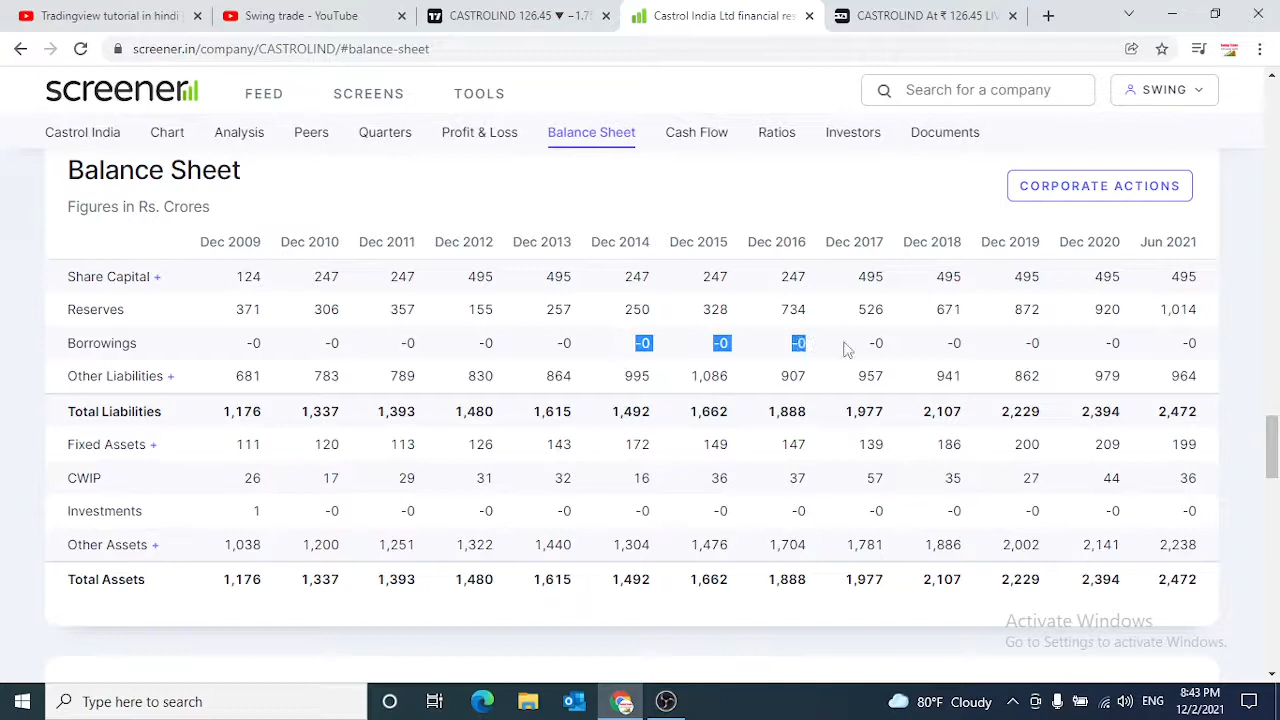 Tradingview tutorial in hindi
Swing trade - YouTube
CASTROLIND 126.45 ▼ −1.7
Castrol India Ltd financial re
CASTROLIND at ₹ 126.45 LIV
screener.in/company/CASTROLIND/#balance-sheet
screener
FEED SCREENS TOOLS
Search for a company
SWING
Castrol India Chart Analysis Peers Quarters Profit & Loss Balance Sheet Cash Flow Ratios Investors Documents
Balance Sheet
CORPORATE ACTIONS
Figures in Rs. Crores
Dec 2009 Dec 2010 Dec 2011 Dec 2012 Dec 2013 Dec 2014 Dec 2015 Dec 2016 Dec 2017 Dec 2018 Dec 2019 Dec 2020 Jun 2021
Share Capital + 124 247 247 495 495 247 247 247 495 495 495 495 495
Reserves 371 306 357 155 257 250 328 734 526 671 872 920 1,014
Borrowings -0 -0 -0 -0 -0 -0 -0 -0 -0 -0 -0 -0 -0
Other Liabilities + 681 783 789 830 864 995 1,086 907 957 941 862 979 964
Total Liabilities 1,176 1,337 1,393 1,480 1,615 1,492 1,662 1,888 1,977 2,107 2,229 2,394 2,472
Fixed Assets + 111 120 113 126 143 172 149 147 139 186 200 209 199
CWIP 26 17 29 31 32 16 36 37 57 35 27 44 36
Investments 1 -0 -0 -0 -0 -0 -0 -0 -0 -0 -0 -0 -0
Other Assets + 1,038 1,200 1,251 1,322 1,440 1,304 1,476 1,704 1,781 1,886 2,002 2,141 2,238
Total Assets 1,176 1,337 1,393 1,480 1,615 1,492 1,662 1,888 1,977 2,107 2,229 2,394 2,472
Activate Windows
Go to Settings to activate Windows.
Type here to search
80°F Cloudy
ENG
8:43 PM
12/2/2021